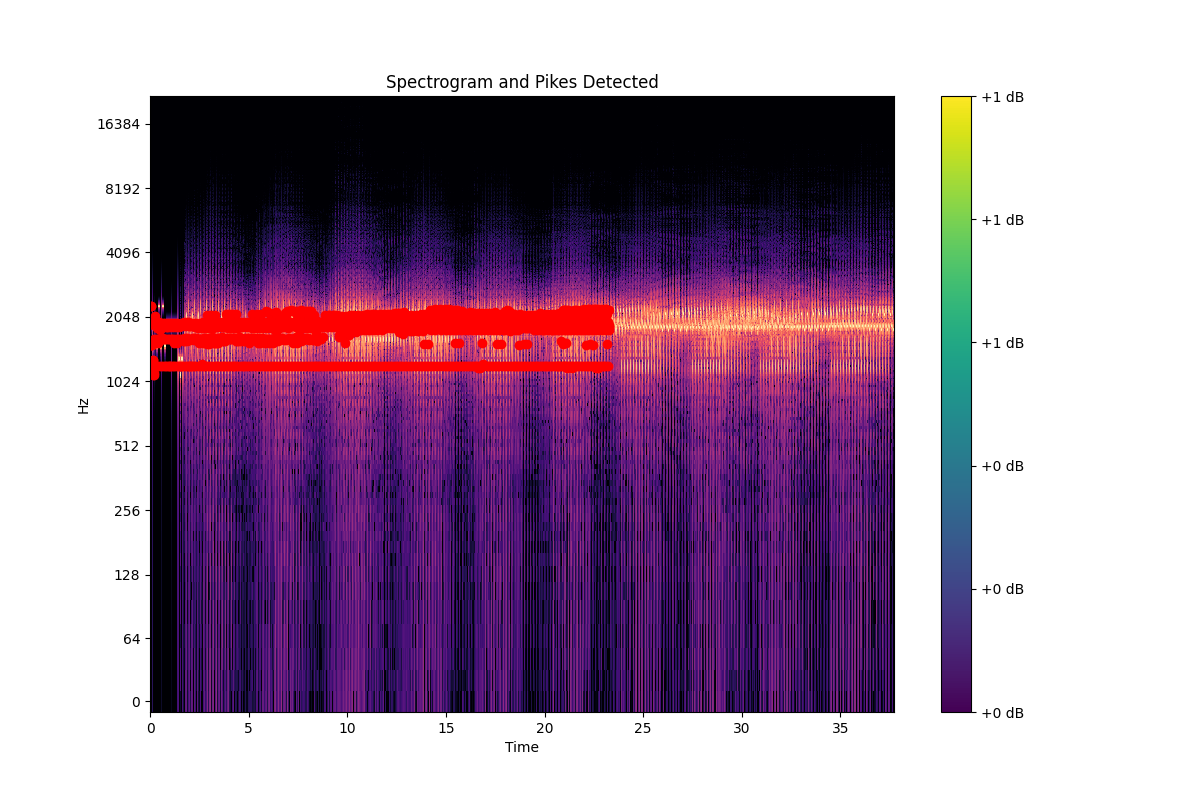 Spectrogram and Pikes Detected
16384
8192
4096
2048
1024
512
256
128
64
0
Hz
0 5 10 15 20 25 30 35
Time
+1 dB
+1 dB
+1 dB
+0 dB
+0 dB
+0 dB